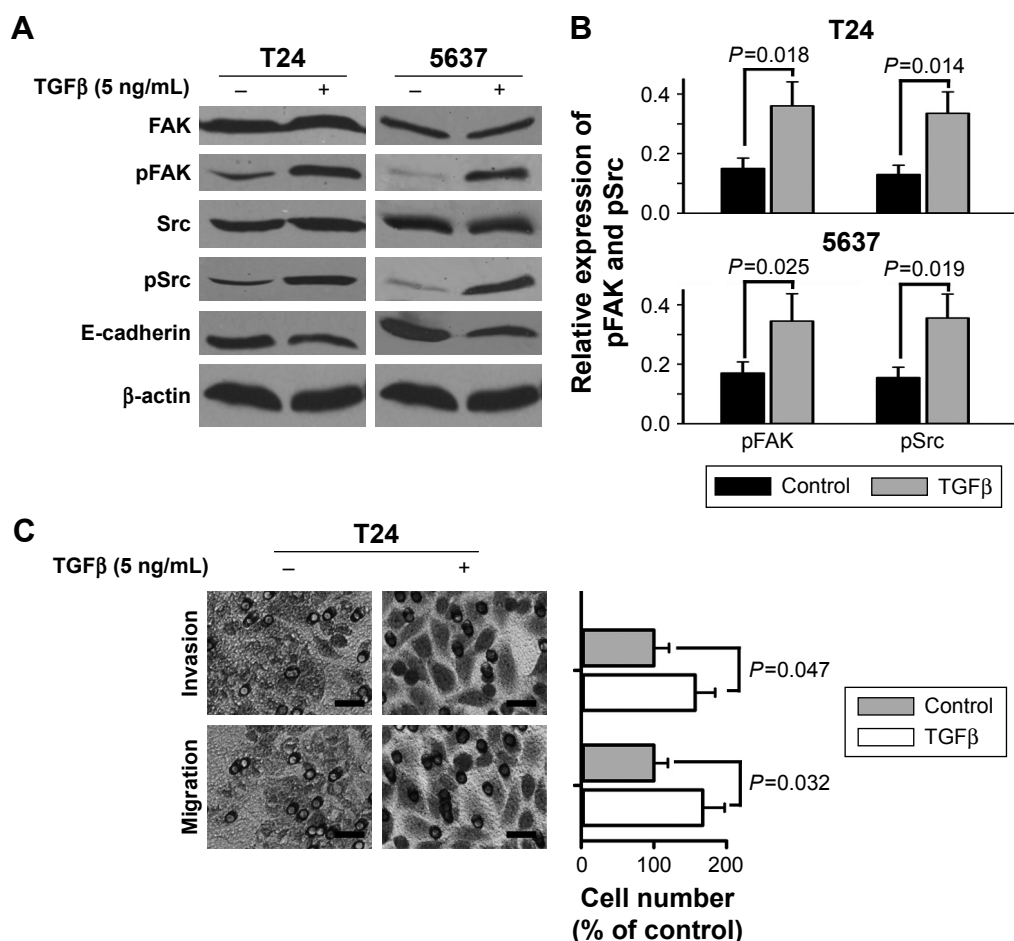 A
T24 5637
TGFβ (5 ng/mL) – + – +
FAK
pFAK
Src
pSrc
E-cadherin
β-actin
B
Relative expression of
pFAK and pSrc
T24
P=0.018 P=0.014
0.4
0.2
0.0
5637
P=0.025 P=0.019
0.4
0.2
0.0
pFAK pSrc
Control TGFβ
C
T24
TGFβ (5 ng/mL) – +
Invasion
Migration
P=0.047
P=0.032
0 100 200
Cell number
(% of control)
Control
TGFβ